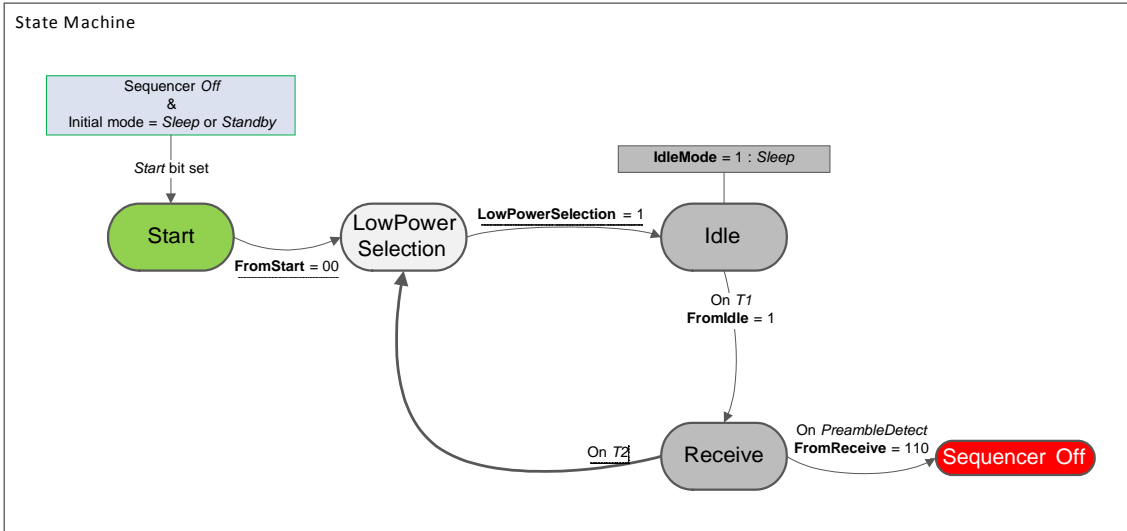 State Machine
Sequencer Off
&
Initial mode = Sleep or Standby
Start bit set
IdleMode = 1 : Sleep
Start
FromStart = 00
LowPower
Selection
LowPowerSelection = 1
Idle
On T1
FromIdle = 1
On T2
Receive
On PreambleDetect
FromReceive = 110
Sequencer Off